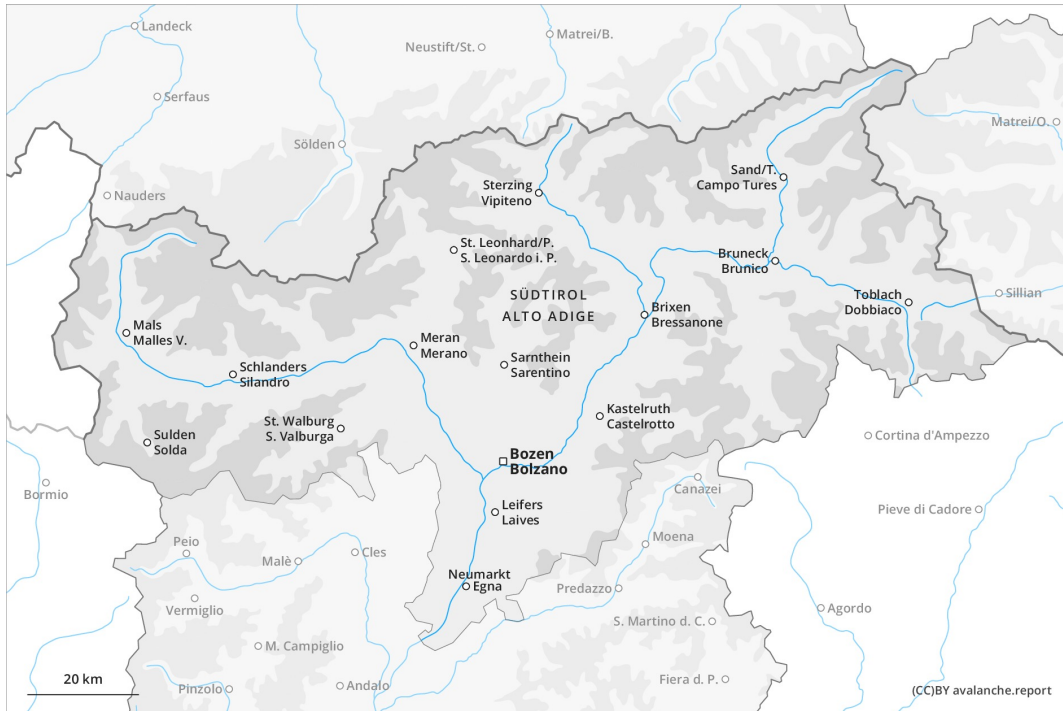 Landeck
Matrei/B.
Neustift/St.
Serfaus
Matrei/O.
Sölden
Sand/T.
Campo Tures
Nauders
Sterzing
Vipiteno
St. Leonhard/P.
S. Leonardo i. P.
Bruneck
Brunico
SÜDTIROL
ALTO ADIGE
Toblach
Dobbiaco
Sillian
Brixen
Bressanone
Mals
Malles V.
Meran
Merano
Sarnthein
Sarentino
Schlanders
Silandro
Kastelruth
Castelrotto
St. Walburg
S. Valburga
Sulden
Solda
Cortina d'Ampezzo
Bozen
Bolzano
Bormio
Canazei
Leifers
Laives
Pieve di Cadore
Moena
Peio
Cles
Malè
Neumarkt
Egna
Predazzo
Vermiglio
Agordo
S. Martino d. C.
M. Campiglio
Fiera d. P.
20 km
Pinzolo
Andalo
(CC)BY avalanche.report